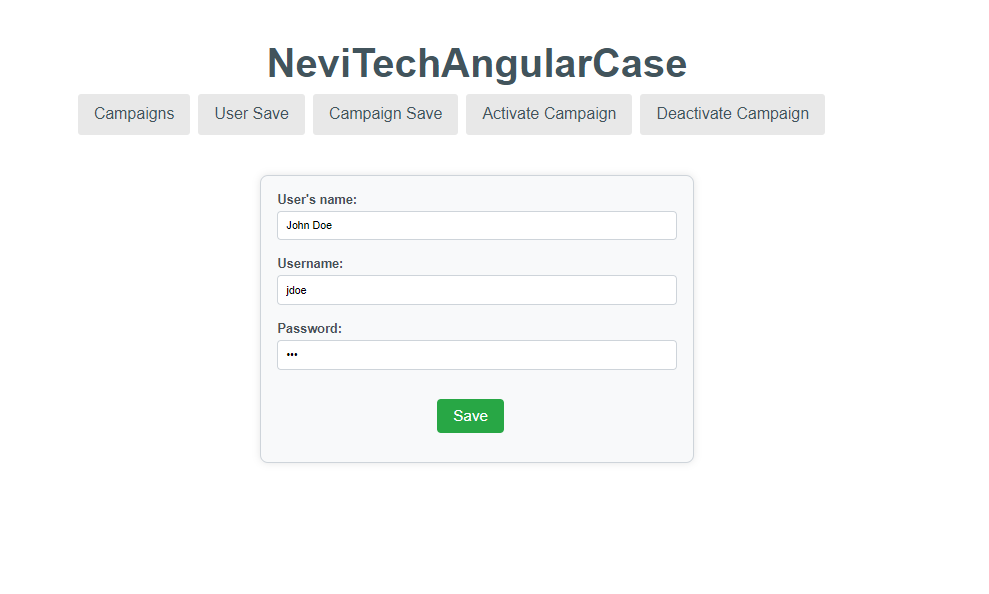 NeviTechAngularCase
Campaigns User Save Campaign Save Activate Campaign Deactivate Campaign
User's name:
John Doe
Username:
jdoe
Password:
•••
Save